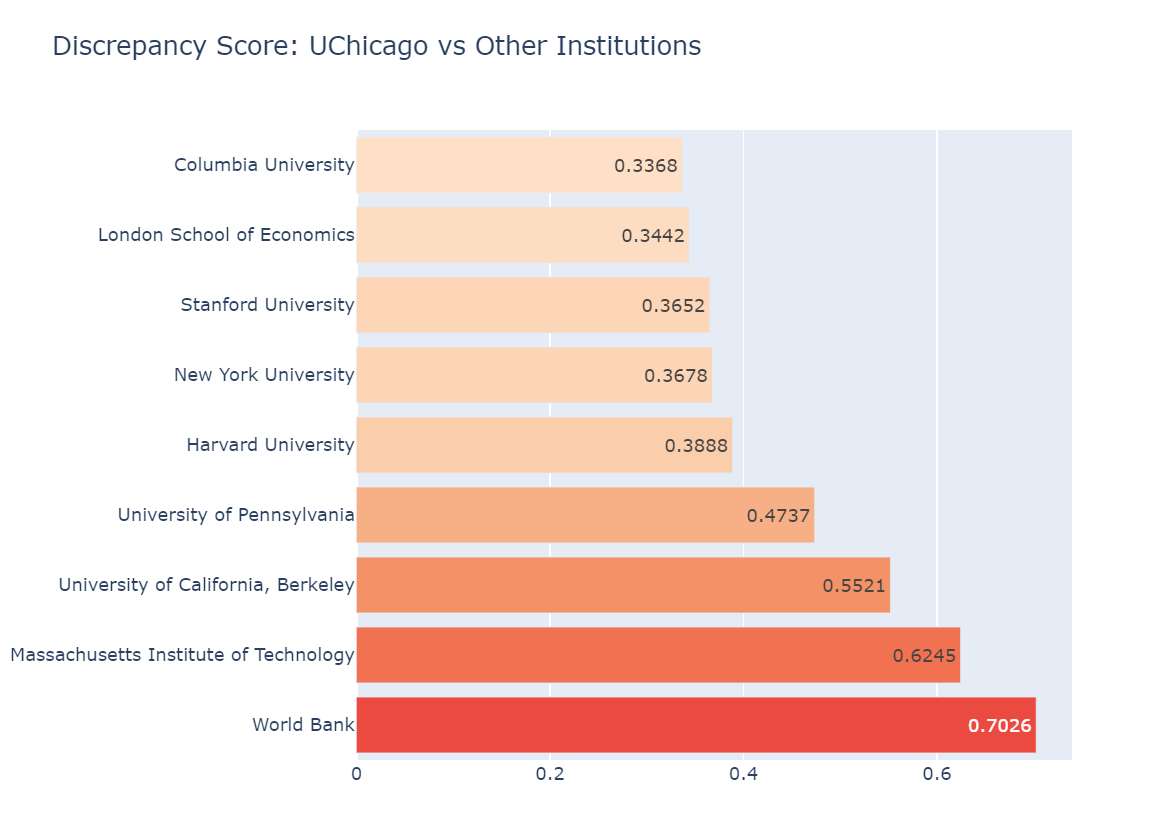 Discrepancy Score: UChicago vs Other Institutions
Columbia University 0.3368
London School of Economics 0.3442
Stanford University 0.3652
New York University 0.3678
Harvard University 0.3888
University of Pennsylvania 0.4737
University of California, Berkeley 0.5521
Massachusetts Institute of Technology 0.6245
World Bank 0.7026
0 0.2 0.4 0.6